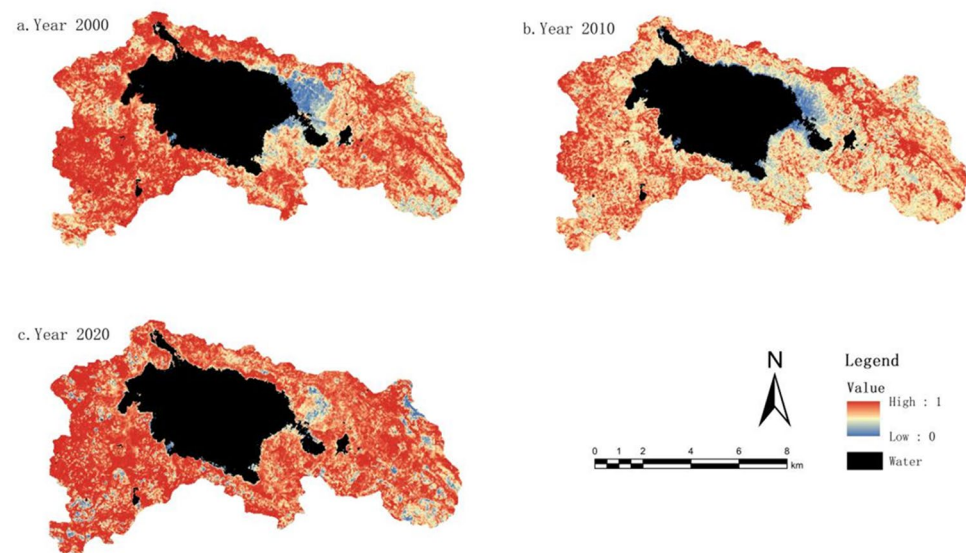 a.Year 2000
b.Year 2010
c.Year 2020
N
0 1 2 4 6 8
km
Legend
Value
High : 1
Low : 0
Water